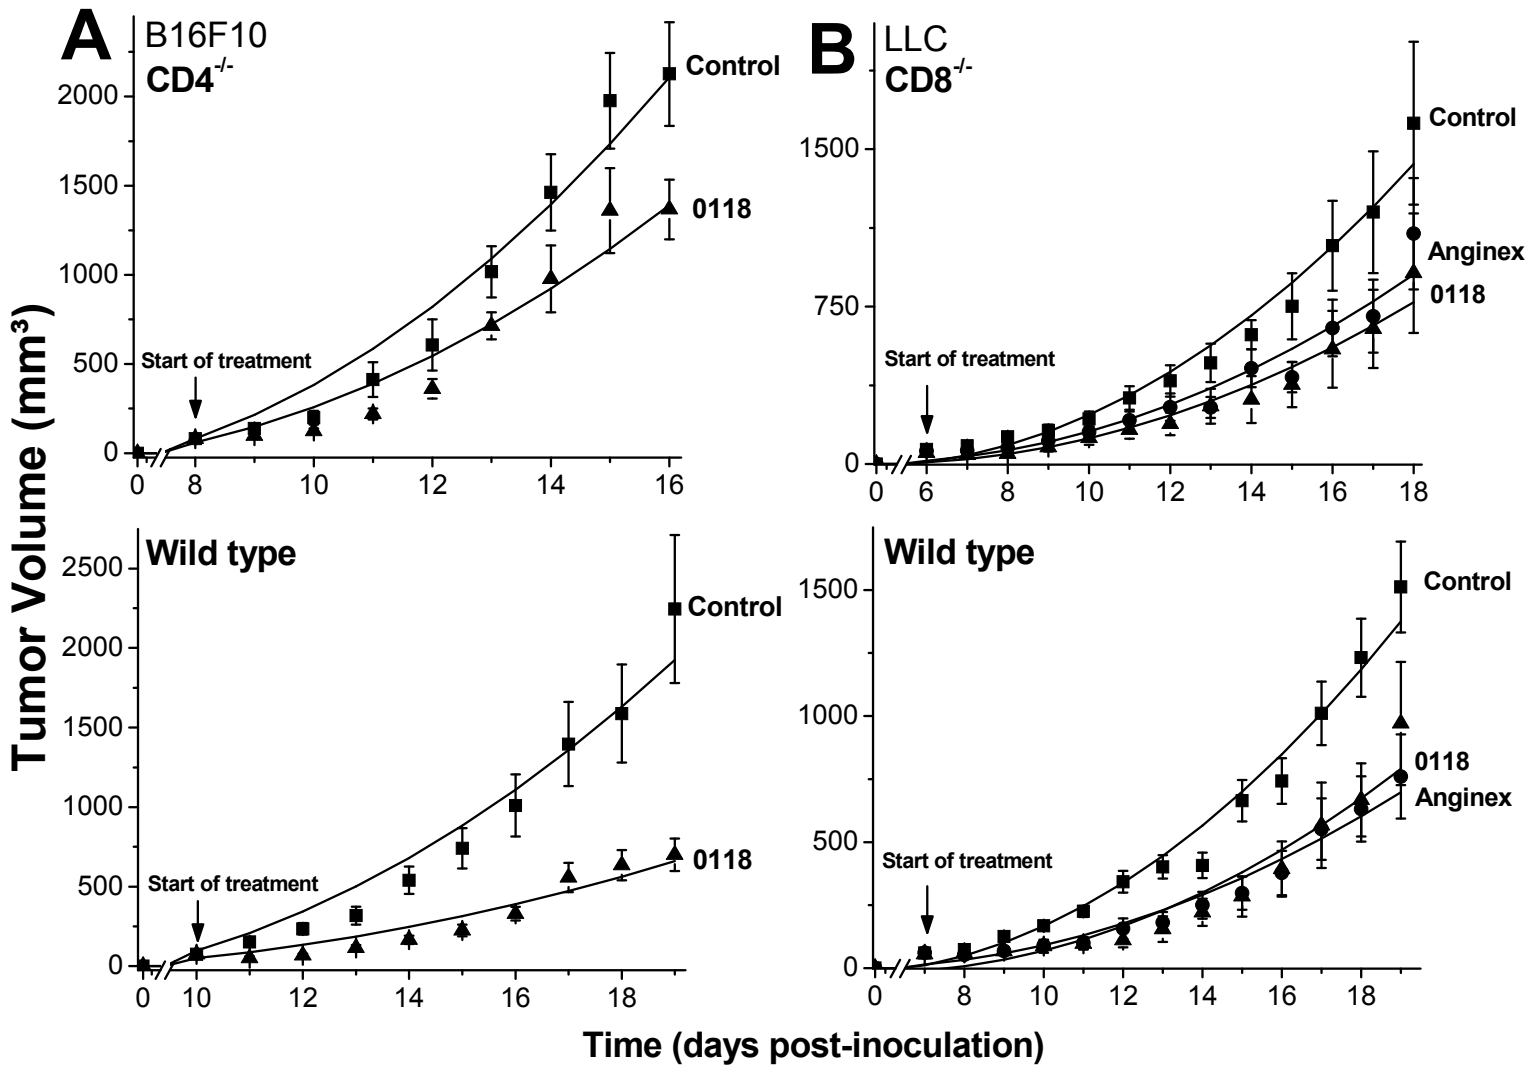 A
B16F10
CD4-/-
Control
0118
Start of treatment
2000
1500
1000
500
0
0 8 10 12 14 16
B
LLC
CD8-/-
Control
Anginex
0118
Start of treatment
1500
750
0
0 6 8 10 12 14 16 18
Tumor Volume (mm³)
Wild type
Control
0118
Start of treatment
2500
2000
1500
1000
500
0
0 10 12 14 16 18
Wild type
Control
0118
Anginex
Start of treatment
1500
1000
500
0
0 8 10 12 14 16 18
Time (days post-inoculation)